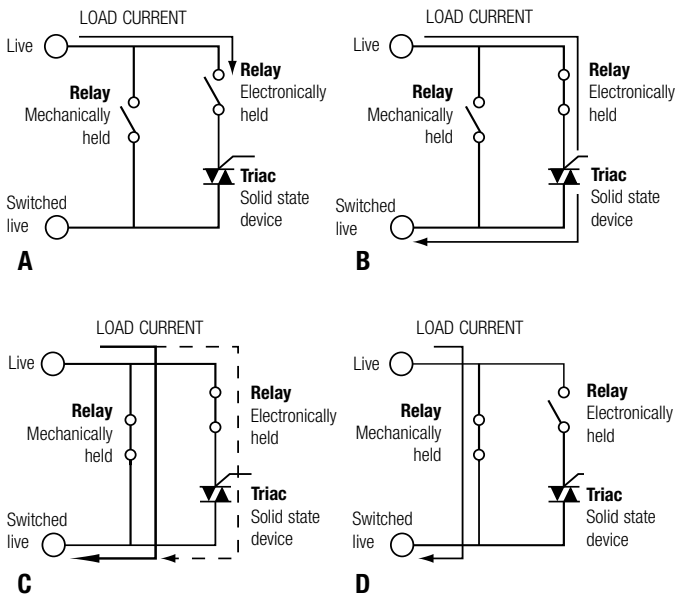 LOAD CURRENT
Live
Relay
Mechanically
held
Relay
Electronically
held
Triac
Solid state
device
Switched
live
A
LOAD CURRENT
Live
Relay
Mechanically
held
Relay
Electronically
held
Triac
Solid state
device
Switched
live
B
LOAD CURRENT
Live
Relay
Mechanically
held
Relay
Electronically
held
Triac
Solid state
device
Switched
live
C
LOAD CURRENT
Live
Relay
Mechanically
held
Relay
Electronically
held
Triac
Solid state
device
Switched
live
D